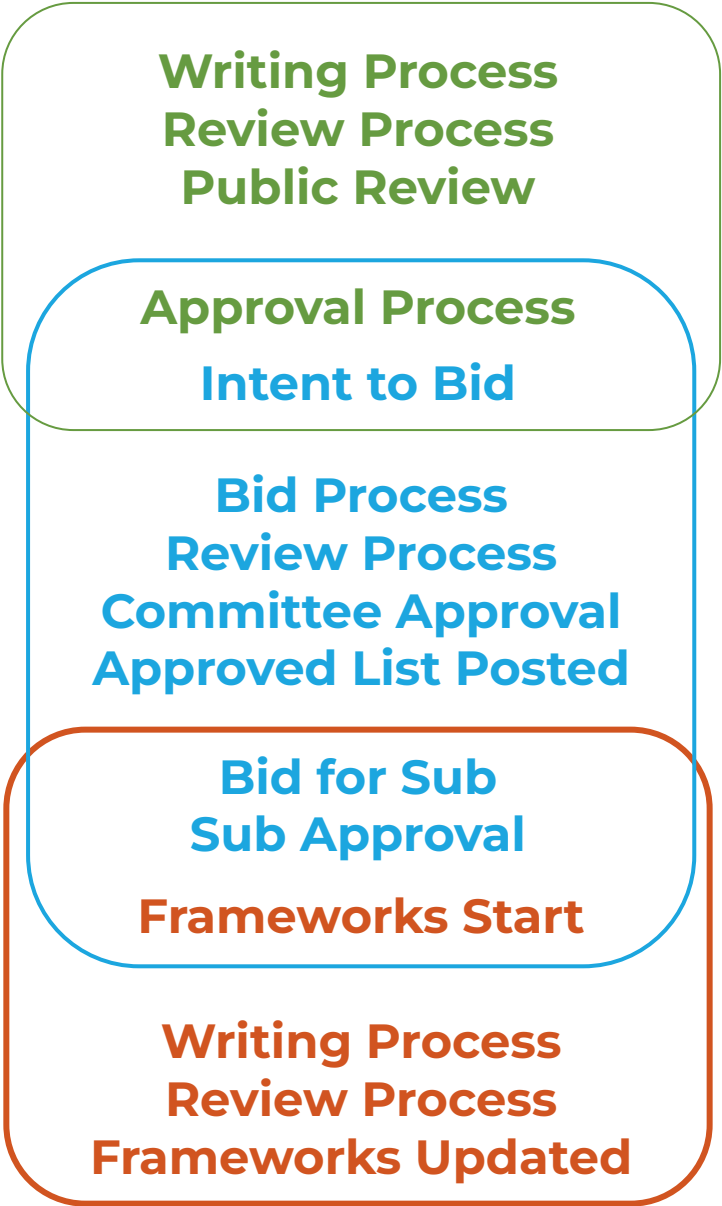 Writing Process
Review Process
Public Review
Approval Process
Intent to Bid
Bid Process
Review Process
Committee Approval
Approved List Posted
Bid for Sub
Sub Approval
Frameworks Start
Writing Process
Review Process
Frameworks Updated